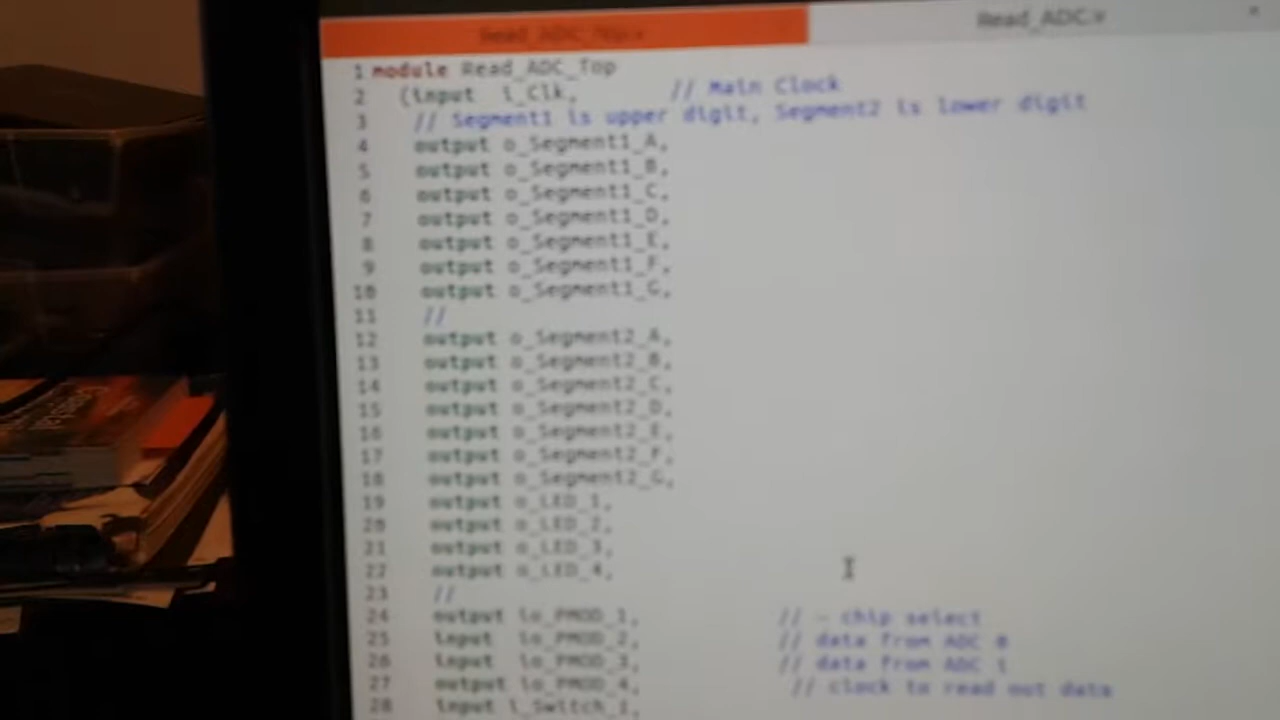 Read_ADC_Top.v
Read_ADC.v
1 module Read_ADC_Top
2 (input i_Clk, // Main Clock
3 // Segment1 is upper digit, Segment2 is lower digit
4 output o_Segment1_A,
5 output o_Segment1_B,
6 output o_Segment1_C,
7 output o_Segment1_D,
8 output o_Segment1_E,
9 output o_Segment1_F,
10 output o_Segment1_G,
11 //
12 output o_Segment2_A,
13 output o_Segment2_B,
14 output o_Segment2_C,
15 output o_Segment2_D,
16 output o_Segment2_E,
17 output o_Segment2_F,
18 output o_Segment2_G,
19 output o_LED_1,
20 output o_LED_2,
21 output o_LED_3,
22 output o_LED_4,
23 //
24 output io_PMOD_1, // - chip select
25 input io_PMOD_2, // data from ADC 0
26 input io_PMOD_3, // data from ADC 1
27 output io_PMOD_4, // clock to read out data
28 input i_Switch_1,